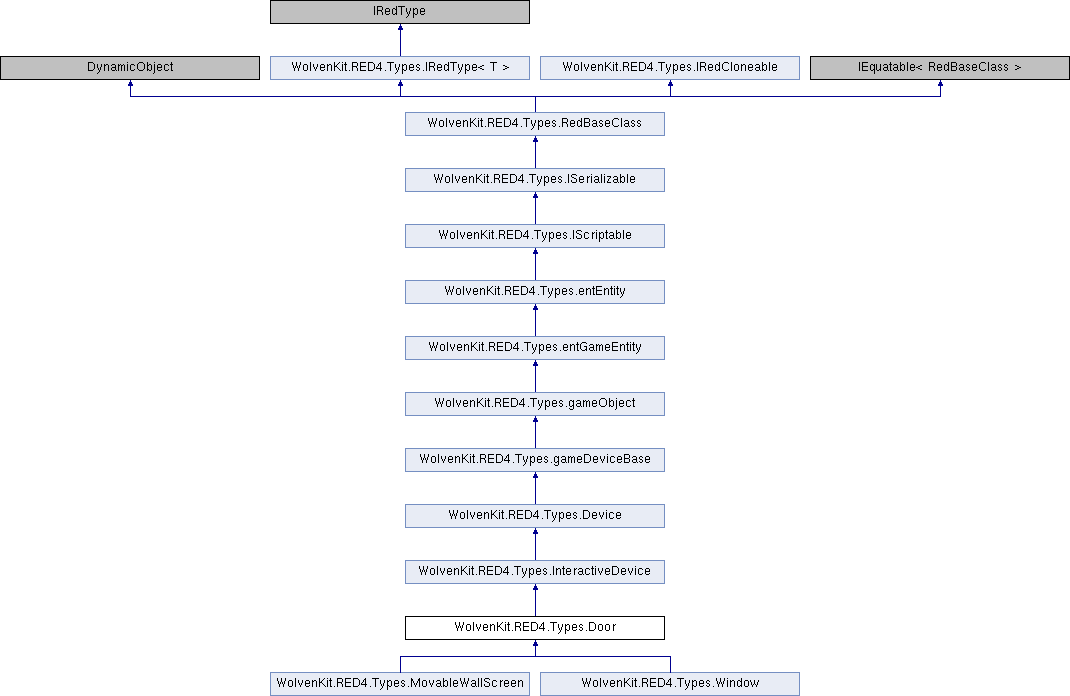 IRedType
DynamicObject
WolvenKit.RED4.Types.IRedType< T >
WolvenKit.RED4.Types.IRedCloneable
IEquatable< RedBaseClass >
WolvenKit.RED4.Types.RedBaseClass
WolvenKit.RED4.Types.ISerializable
WolvenKit.RED4.Types.IScriptable
WolvenKit.RED4.Types.entEntity
WolvenKit.RED4.Types.entGameEntity
WolvenKit.RED4.Types.gameObject
WolvenKit.RED4.Types.gameDeviceBase
WolvenKit.RED4.Types.Device
WolvenKit.RED4.Types.InteractiveDevice
WolvenKit.RED4.Types.Door
WolvenKit.RED4.Types.MovableWallScreen
WolvenKit.RED4.Types.Window